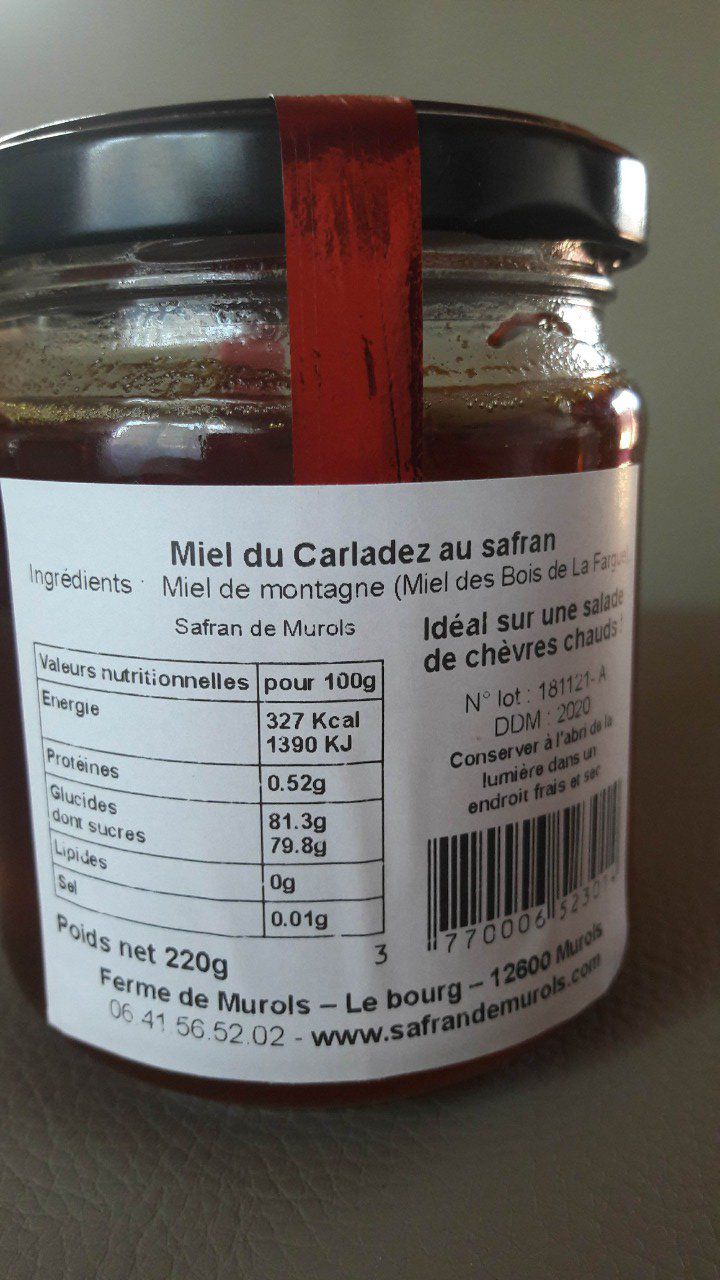 Miel du Carladez au safran
Ingrédients : Miel de montagne (Miel des Bois de La Fargue
Safran de Murols
Idéal sur une salade
de chèvres chauds !
Valeurs nutritionnelles pour 100g
Energie 327 Kcal
1390 KJ
Protéines 0.52g
Glucides 81.3g
dont sucres 79.8g
Lipides 0g
Sel 0.01g
N° lot : 181121-A
DDM : 2020
Conserver à l'abri de la
lumière dans un
endroit frais et sec
3 770006 52301
Poids net 220g
Ferme de Murols – Le bourg – 12600 Murols
06.41.56.52.02 - www.safrandemurols.com